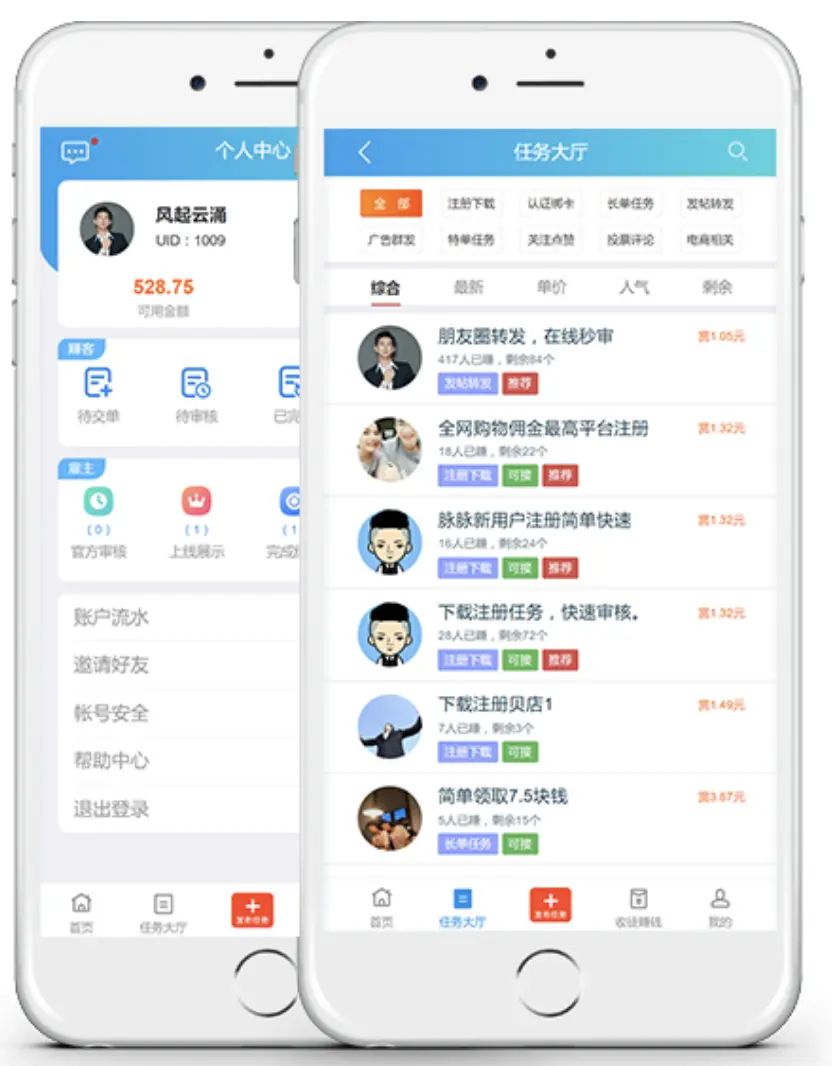 个人中心
风起云涌
UID：1009
528.75
可用金额
赚客
待交单
待审核
已完
雇主
(0)
(1)
(1
官方审核
上线展示
完成
账户流水
邀请好友
帐号安全
帮助中心
退出登录
首页
任务大厅
发布任务
任务大厅
全 部
注册下载
认证绑卡
长单任务
发帖转发
广告群发
特单任务
关注点赞
投票评论
电商相关
综合
最新
单价
人气
剩余
朋友圈转发，在线秒审
赏1.05元
417人已赚，剩余84个
发帖转发
推荐
全网购物佣金最高平台注册
赏1.32元
18人已赚，剩余22个
注册下载
可接
推荐
脉脉新用户注册简单快速
赏1.32元
16人已赚，剩余24个
注册下载
可接
推荐
下载注册任务，快速审核。
赏1.32元
28人已赚，剩余72个
注册下载
可接
推荐
下载注册贝店1
赏1.49元
7人已赚，剩余3个
注册下载
可接
简单领取7.5块钱
赏3.87元
5人已赚，剩余15个
长单任务
可接
首页
任务大厅
发布任务
收徒赚钱
我的